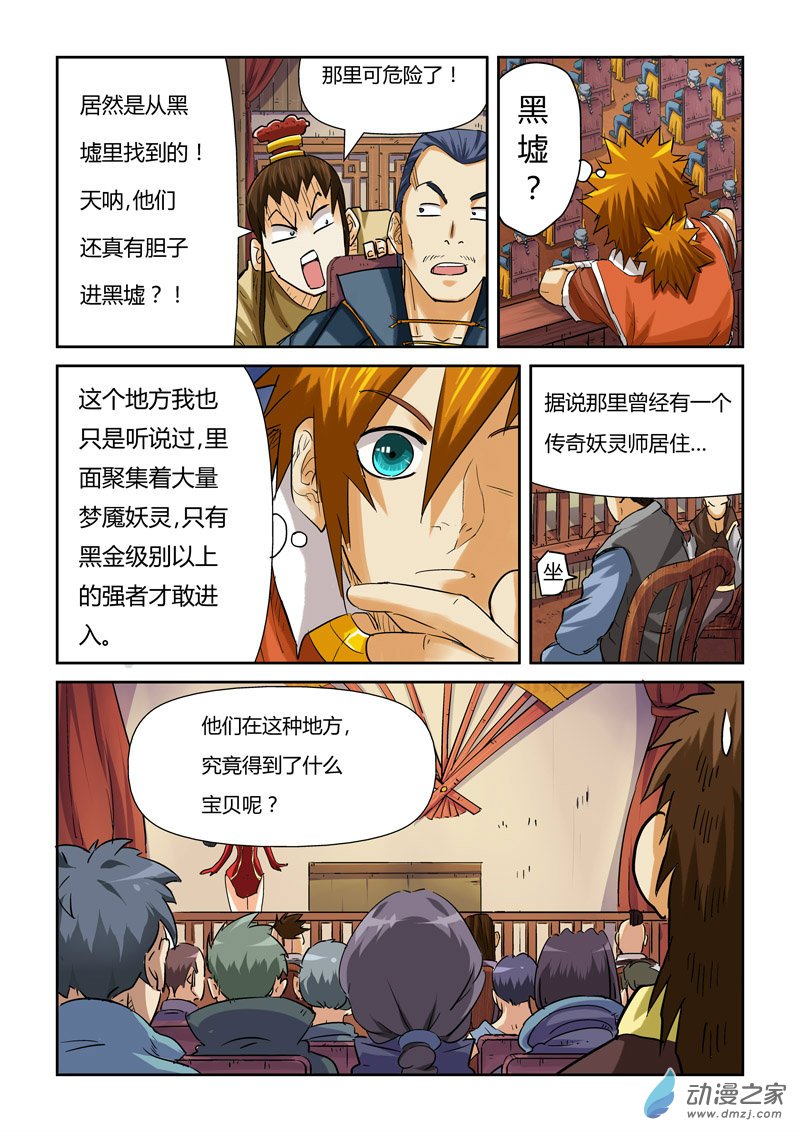 居然是从黑
墟里找到的！
天呐，他们
还真有胆子
进黑墟？！
那里可危险了！
黑墟？
这个地方我也
只是听说过，里
面聚集着大量
梦魇妖灵，只有
黑金级别以上
的强者才敢进
入。
据说那里曾经有一个
传奇妖灵师居住...
坐
他们在这种地方，
究竟得到了什么
宝贝呢？
动漫之家
www.dmzj.com